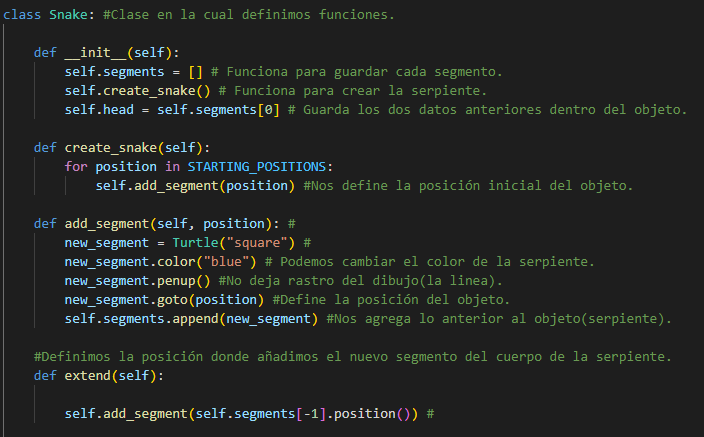 class Snake: #Clase en la cual definimos funciones.
def __init__(self):
self.segments = [] # Funciona para guardar cada segmento.
self.create_snake() # Funciona para crear la serpiente.
self.head = self.segments[0] # Guarda los dos datos anteriores dentro del objeto.
def create_snake(self):
for position in STARTING_POSITIONS:
self.add_segment(position) #Nos define la posición inicial del objeto.
def add_segment(self, position): #
new_segment = Turtle("square") #
new_segment.color("blue") # Podemos cambiar el color de la serpiente.
new_segment.penup() #No deja rastro del dibujo(la linea).
new_segment.goto(position) #Define la posición del objeto.
self.segments.append(new_segment) #Nos agrega lo anterior al objeto(serpiente).
#Definimos la posición donde añadimos el nuevo segmento del cuerpo de la serpiente.
def extend(self):
self.add_segment(self.segments[-1].position()) #